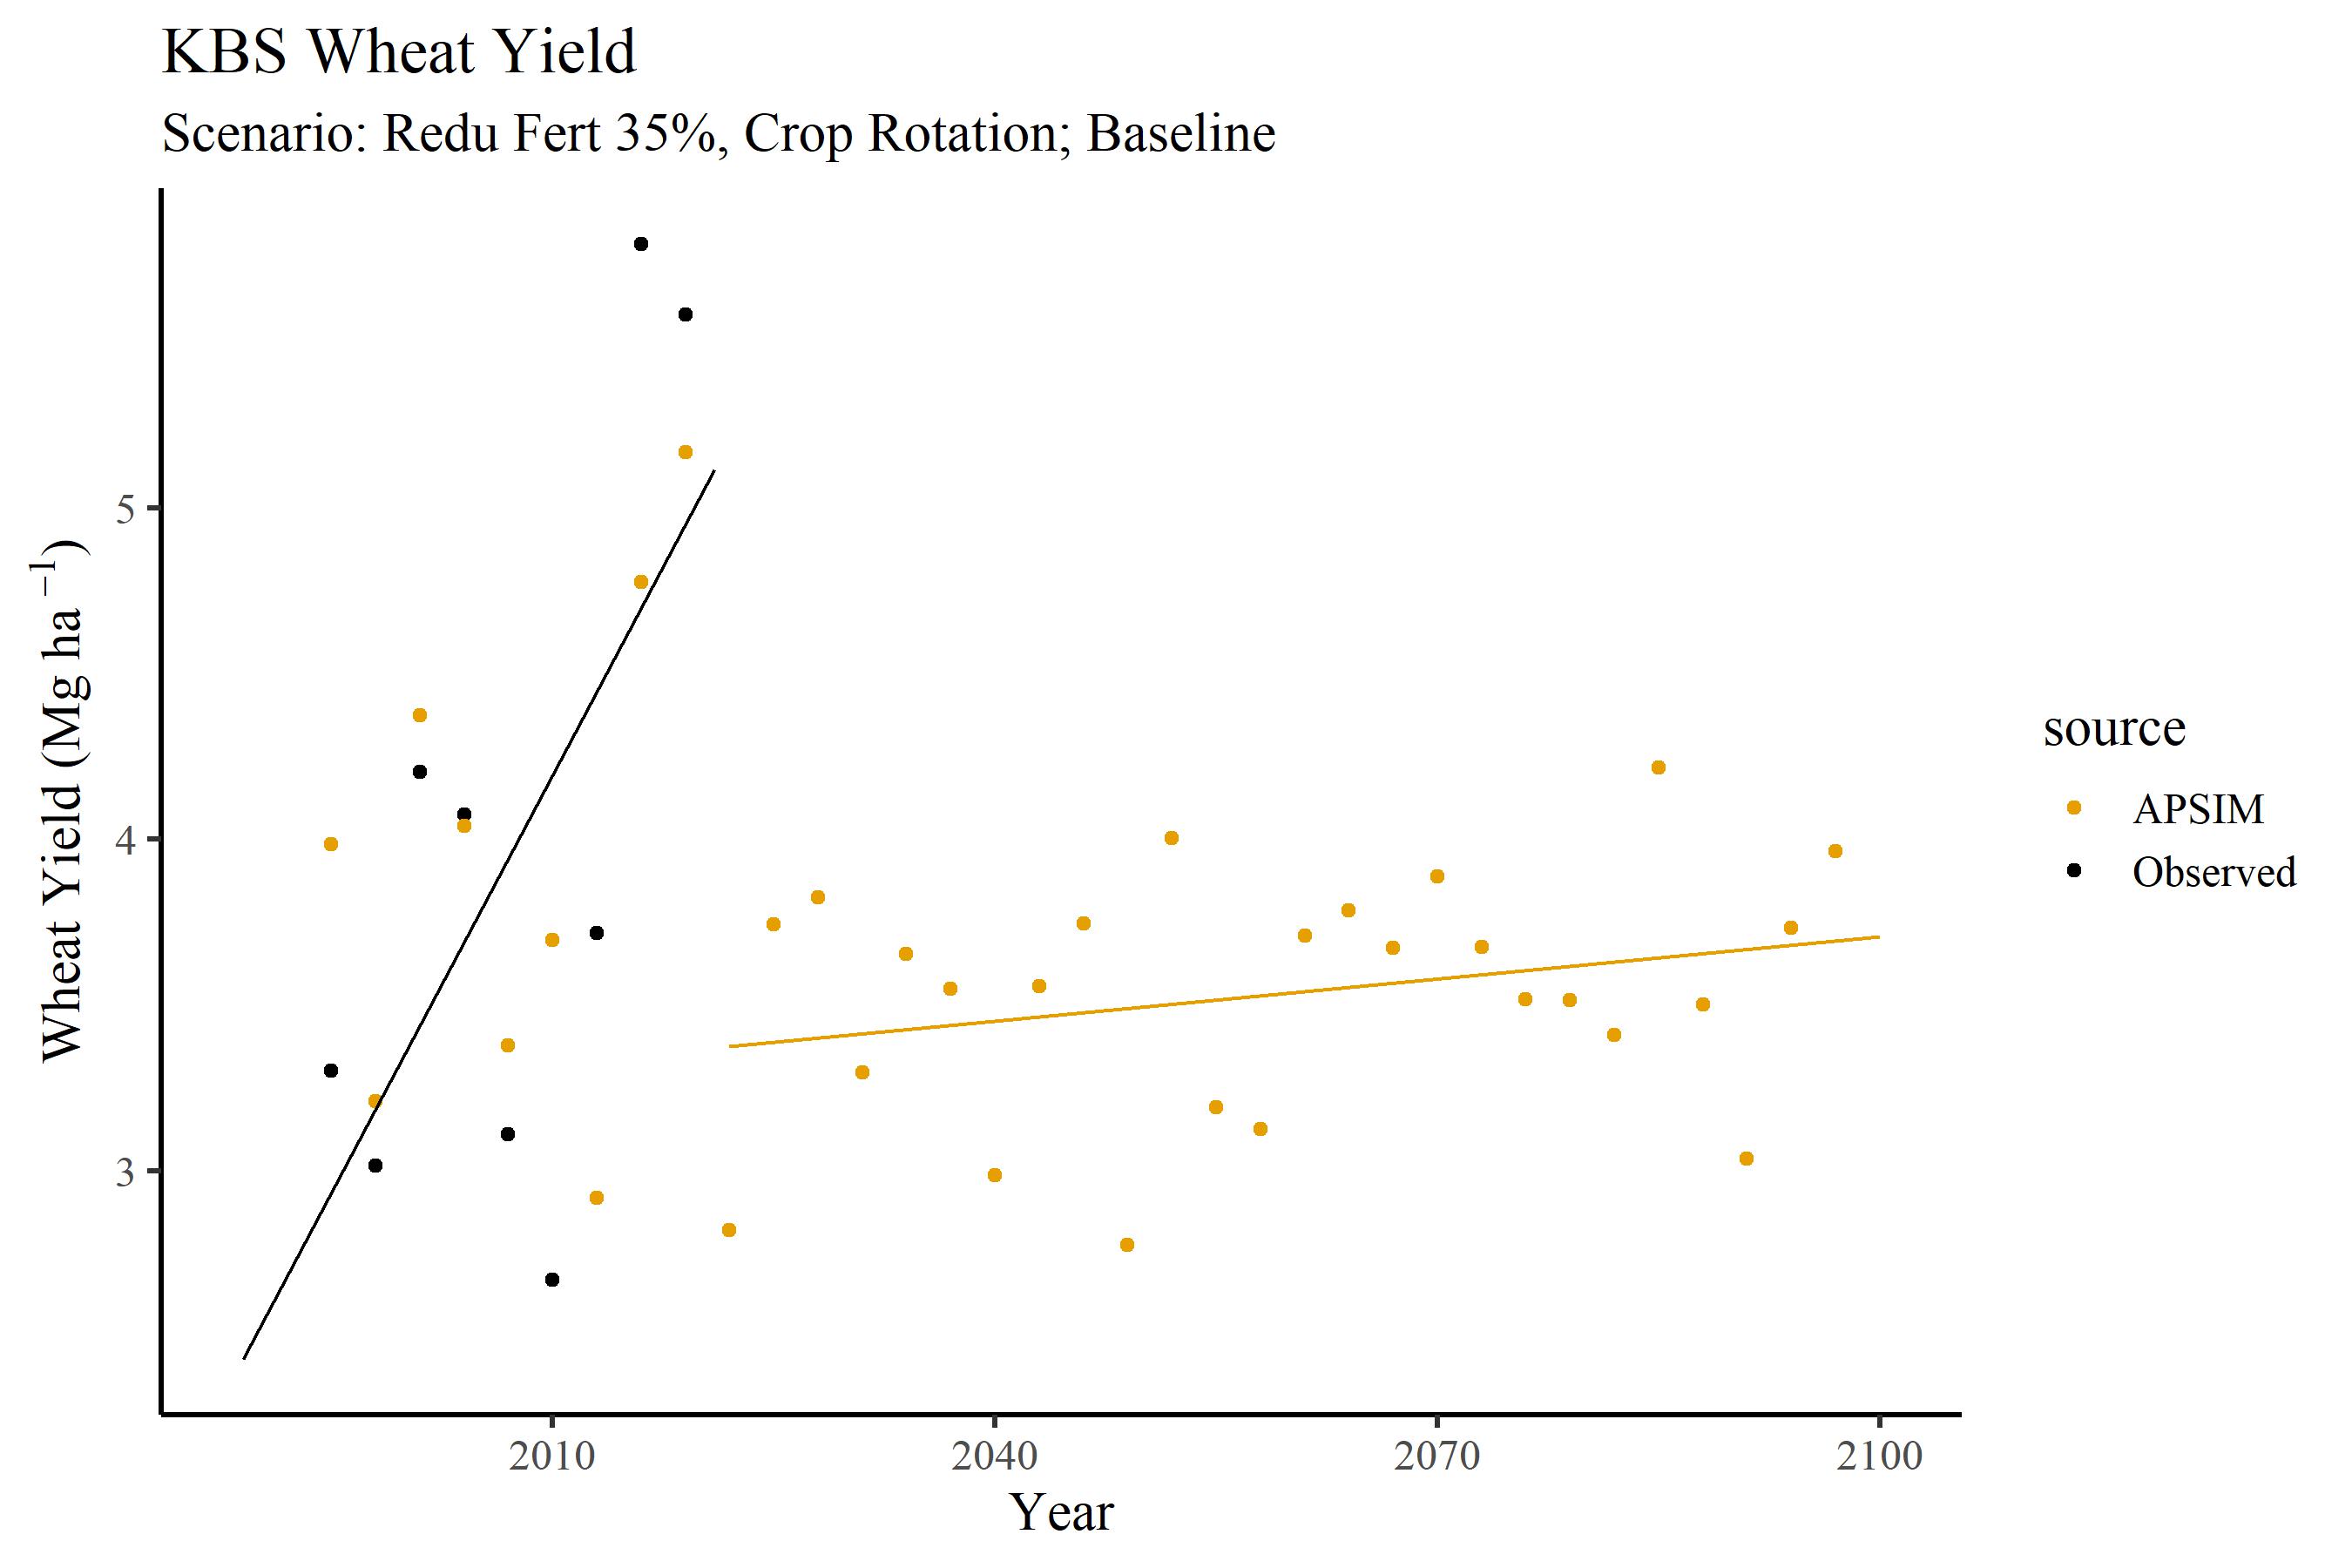 KBS Wheat Yield
Scenario: Redu Fert 35%, Crop Rotation; Baseline
Wheat Yield (Mg ha⁻¹)
5
4
3
2010
2040
2070
2100
Year
source
APSIM
Observed